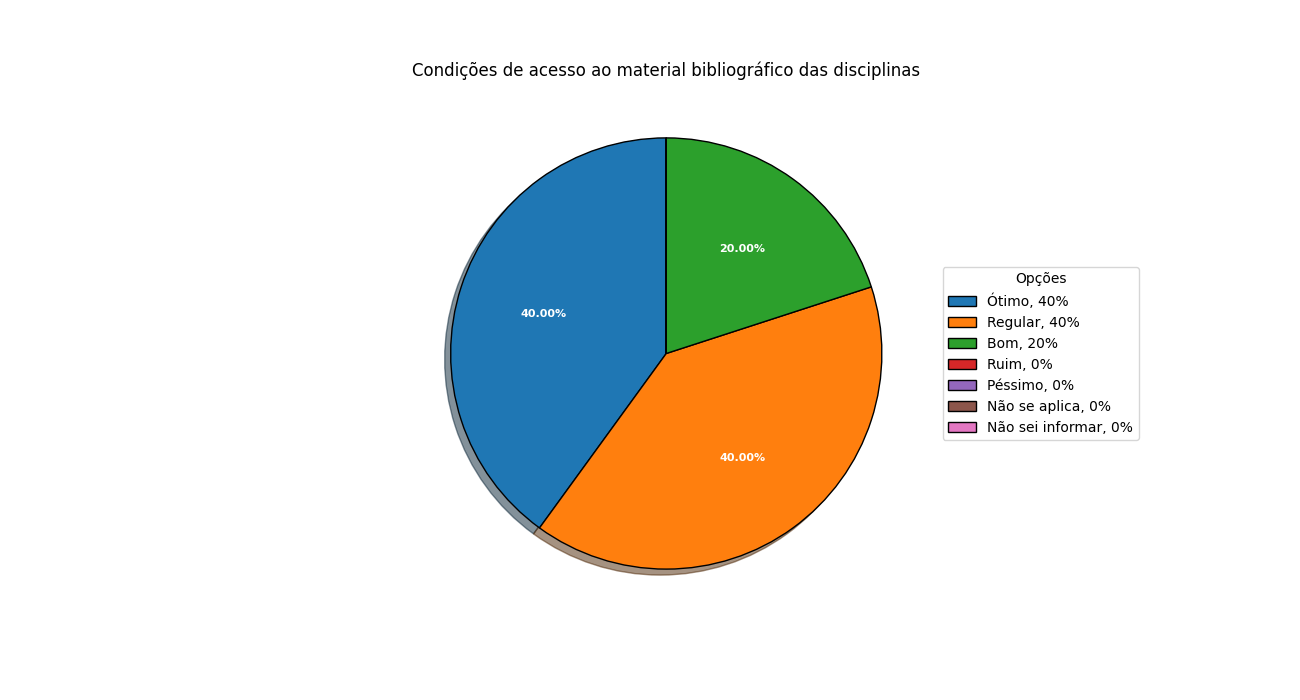 Condições de acesso ao material bibliográfico das disciplinas
20.00%
40.00%
40.00%
Opções
Ótimo, 40%
Regular, 40%
Bom, 20%
Ruim, 0%
Péssimo, 0%
Não se aplica, 0%
Não sei informar, 0%